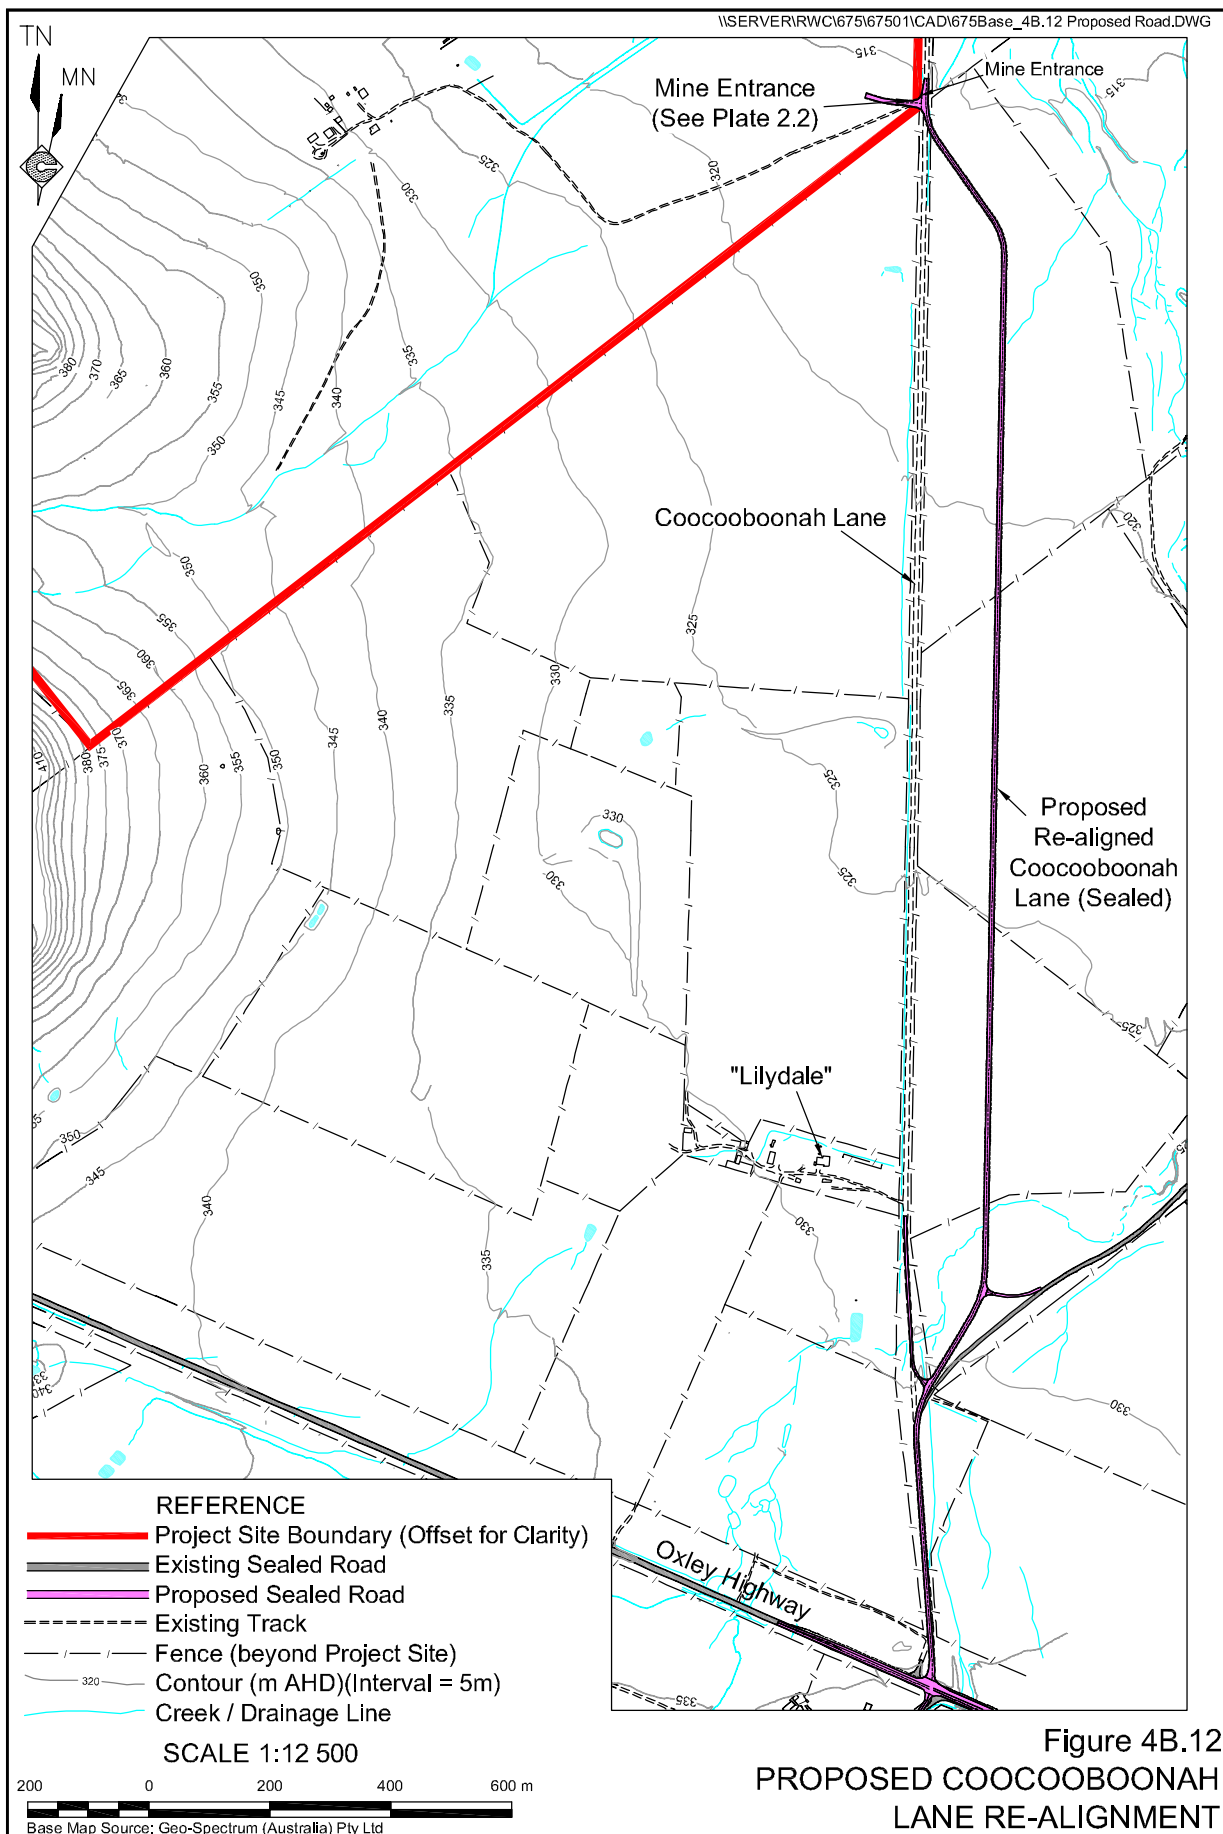 \\SERVER\RWC\675\67501\CAD\675Base_4B.12 Proposed Road.DWG
TN
MN
Mine Entrance
(See Plate 2.2)
Mine Entrance
315
315
325
330
320
350
335
380
370
365
360
355
345
340
350
Coocooboonah Lane
320
350
355
360
365
370
325
330
335
340
345
350
355
360
380
375
410
325
Proposed
Re-aligned
Coocooboonah
Lane (Sealed)
330
330
325
325
"Lilydale"
350
345
340
335
330
330
340
Oxley Highway
335
REFERENCE
Project Site Boundary (Offset for Clarity)
Existing Sealed Road
Proposed Sealed Road
Existing Track
Fence (beyond Project Site)
320
Contour (m AHD)(Interval = 5m)
Creek / Drainage Line
SCALE 1:12 500
200 0 200 400 600 m
Base Map Source: Geo-Spectrum (Australia) Pty Ltd
Figure 4B.12
PROPOSED COOCOOBOONAH
LANE RE-ALIGNMENT